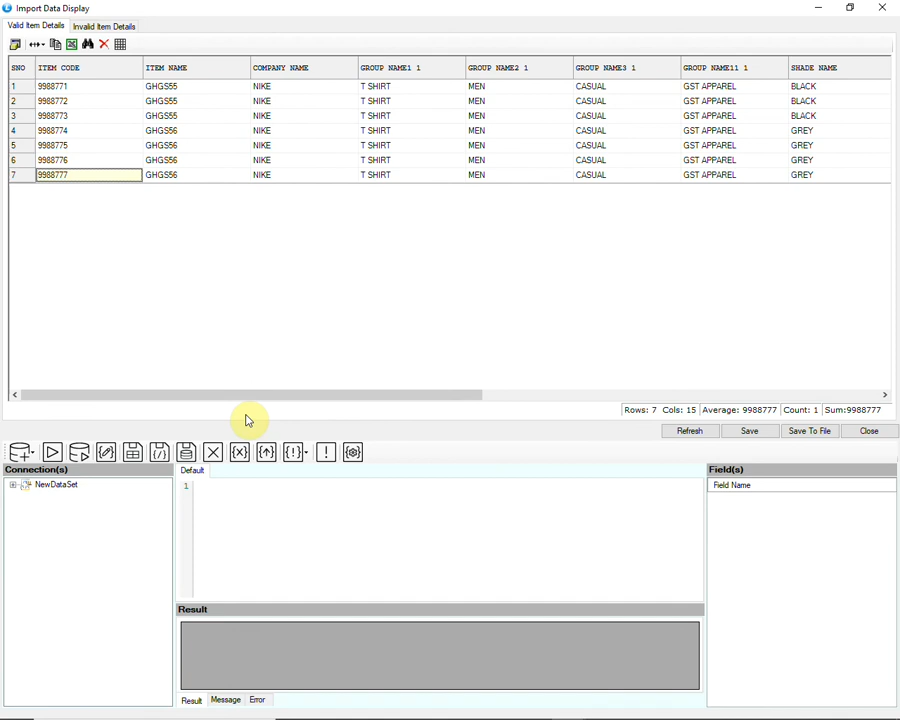 Import Data Display
Valid Item Details Invalid Item Details
SNO ITEM CODE ITEM NAME COMPANY NAME GROUP NAME1 1 GROUP NAME2 1 GROUP NAME3 1 GROUP NAME11 1 SHADE NAME
1 9988771 GHGS55 NIKE T SHIRT MEN CASUAL GST APPAREL BLACK
2 9988772 GHGS55 NIKE T SHIRT MEN CASUAL GST APPAREL BLACK
3 9988773 GHGS55 NIKE T SHIRT MEN CASUAL GST APPAREL BLACK
4 9988774 GHGS56 NIKE T SHIRT MEN CASUAL GST APPAREL GREY
5 9988775 GHGS56 NIKE T SHIRT MEN CASUAL GST APPAREL GREY
6 9988776 GHGS56 NIKE T SHIRT MEN CASUAL GST APPAREL GREY
7 9988777 GHGS56 NIKE T SHIRT MEN CASUAL GST APPAREL GREY
Rows: 7 Cols: 15 Average: 9988777 Count: 1 Sum:9988777
Refresh Save Save To File Close
Connection(s) Default Field(s)
NewDataSet 1 Field Name
Result
Result Message Error